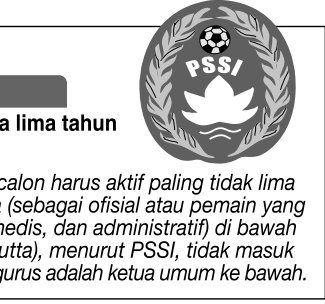 PSSI
a lima tahun
calon harus aktif paling tidak lima
(sebagai ofisial atau pemain yang
medis, dan administratif) di bawah
utta), menurut PSSI, tidak masuk
gurus adalah ketua umum ke bawah.